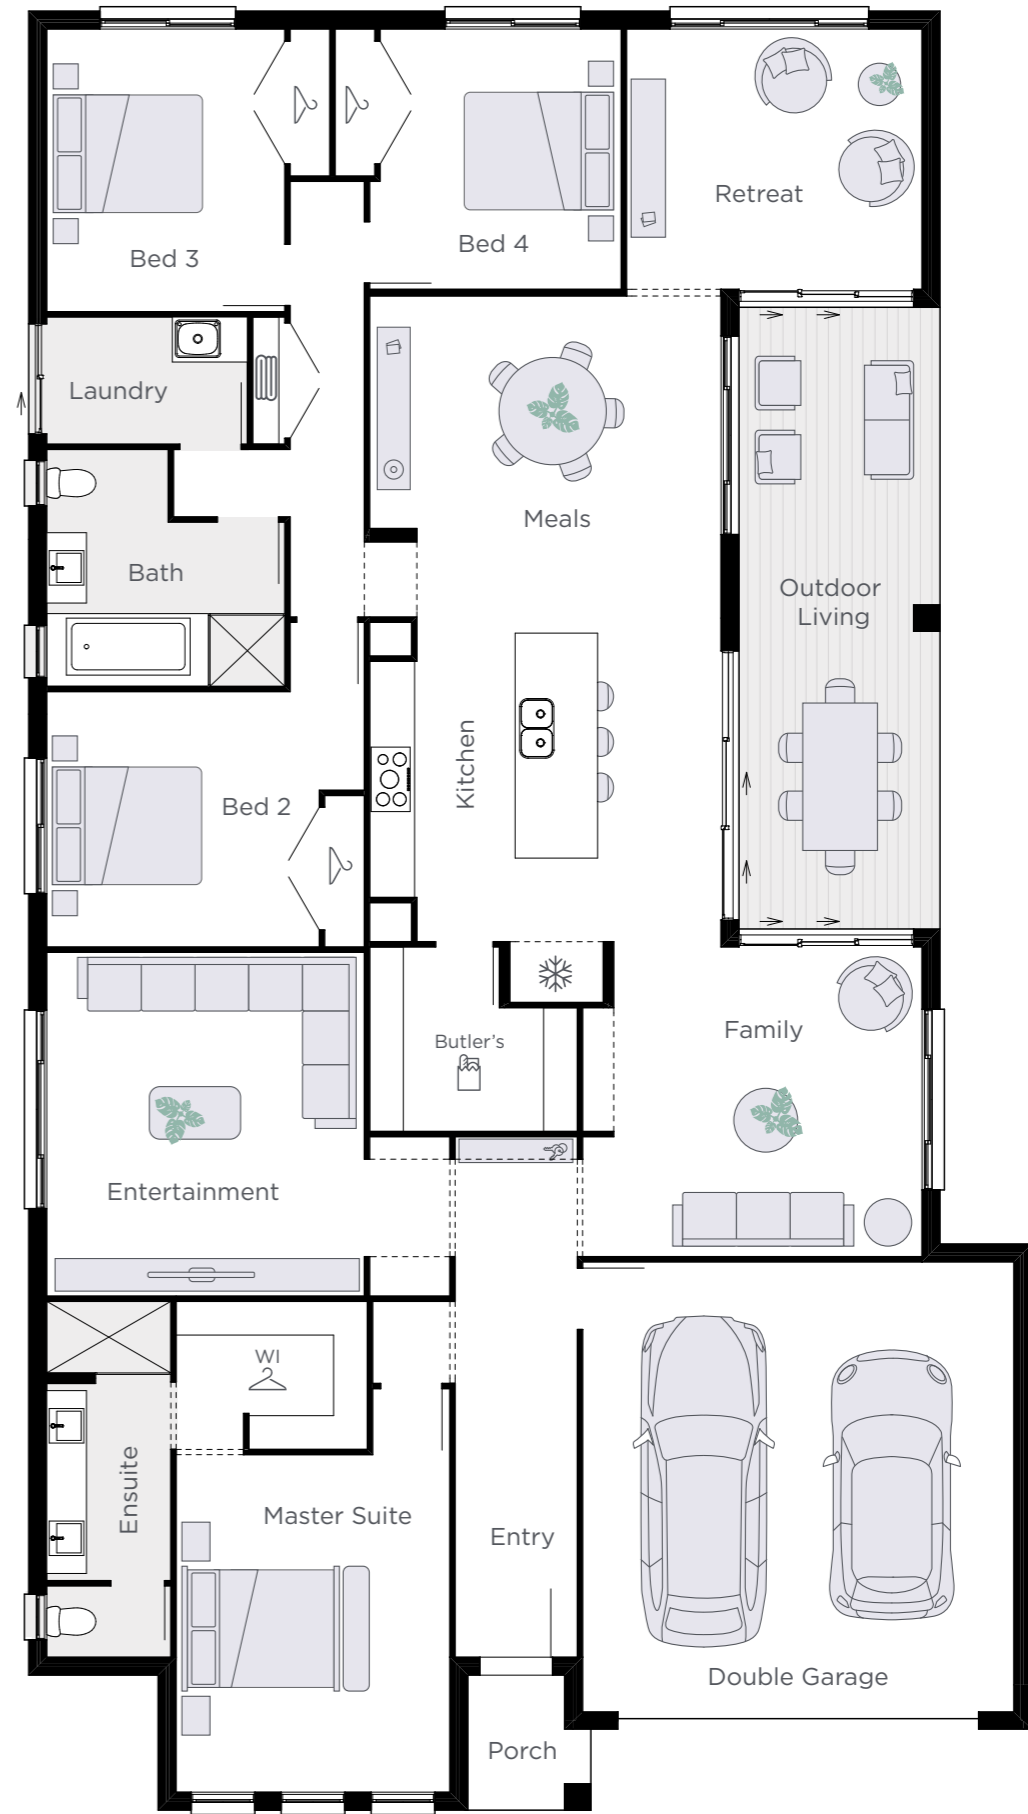 Retreat
Bed 4
Bed 3
Laundry
Meals
Bath
Outdoor
Living
Kitchen
Bed 2
Family
Butler's
Entertainment
WI
Ensuite
Master Suite
Entry
Double Garage
Porch